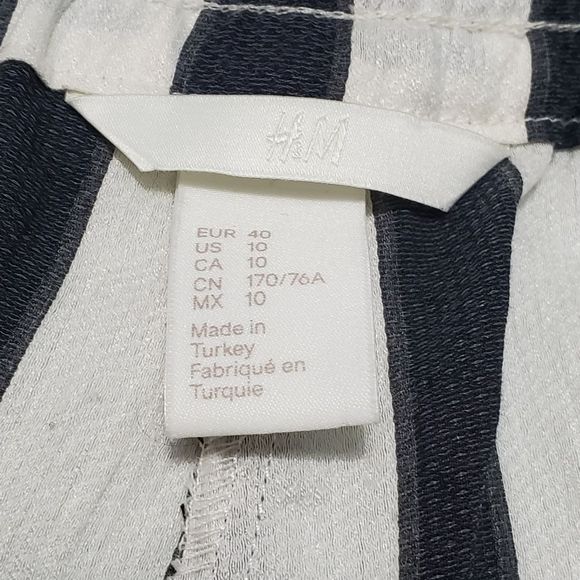 H&M
EUR 40
US 10
CA 10
CN 170/76A
MX 10
Made in
Turkey
Fabriqué en
Turquie